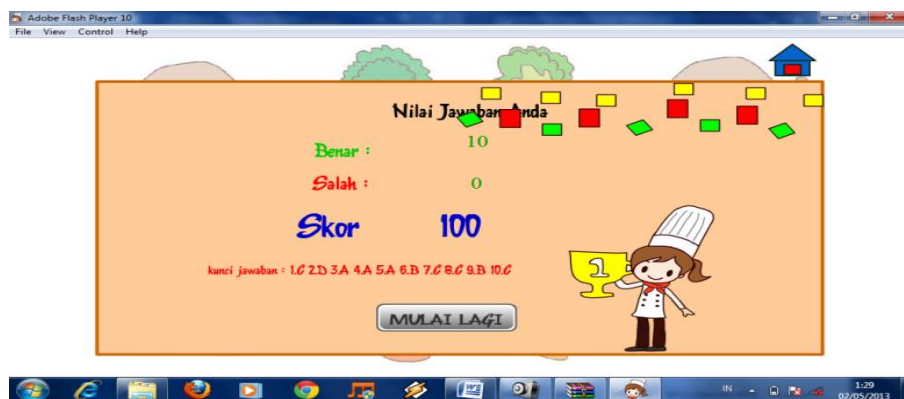 Adobe Flash Player 10
File View Control Help
Nilai Jawaban Anda
Benar : 10
Salah : 0
Skor 100
kunci jawaban : 1.C 2.D 3.A 4.A 5.A 6.B 7.C 8.C 9.B 10.C
1
MULAI LAGI
IN
1:29
02/05/2013